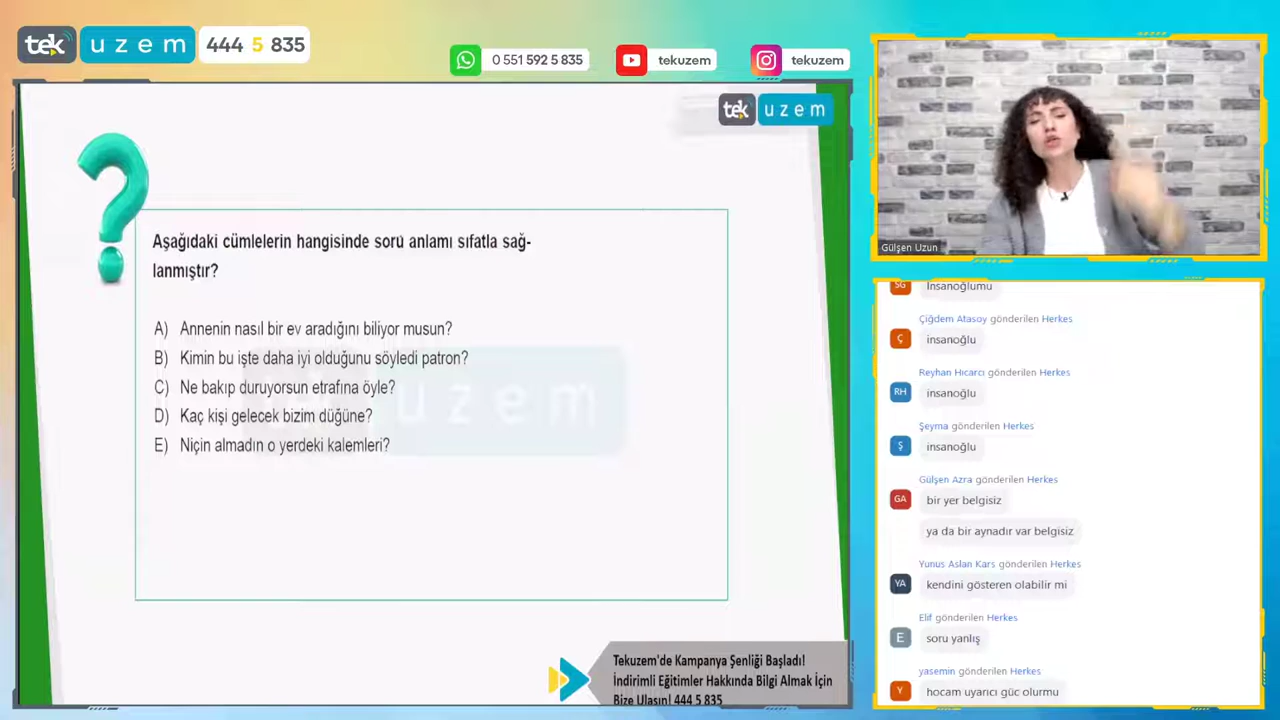 tek uzem 444 5 835
0 551 592 5 835
tekuzem
tekuzem
tek uzem
Aşağıdaki cümlelerin hangisinde soru anlamı sıfatla sağ-
lanmıştır?
A) Annenin nasıl bir ev aradığını biliyor musun?
B) Kimin bu işte daha iyi olduğunu söyledi patron?
C) Ne bakıp duruyorsun etrafına öyle?
D) Kaç kişi gelecek bizim düğüne?
E) Niçin almadın o yerdeki kalemleri?
uzem
Tekuzem'de Kampanya Şenliği Başladı!
İndirimli Eğitimler Hakkında Bilgi Almak İçin
Bize Ulaşın! 444 5 835
Gülşen Uzun
SG
İnsanoğlumu
Çiğdem Atasoy gönderilen Herkes
Ç
insanoğlu
Reyhan Hıcarcı gönderilen Herkes
RH
insanoğlu
Şeyma gönderilen Herkes
Ş
insanoğlu
Gülşen Azra gönderilen Herkes
GA
bir yer belgisiz
ya da bir aynadır var belgisiz
Yunus Aslan Kars gönderilen Herkes
YA
kendini gösteren olabilir mi
Elif gönderilen Herkes
E
soru yanlış
yasemin gönderilen Herkes
Y
hocam uyarıcı güc olurmu